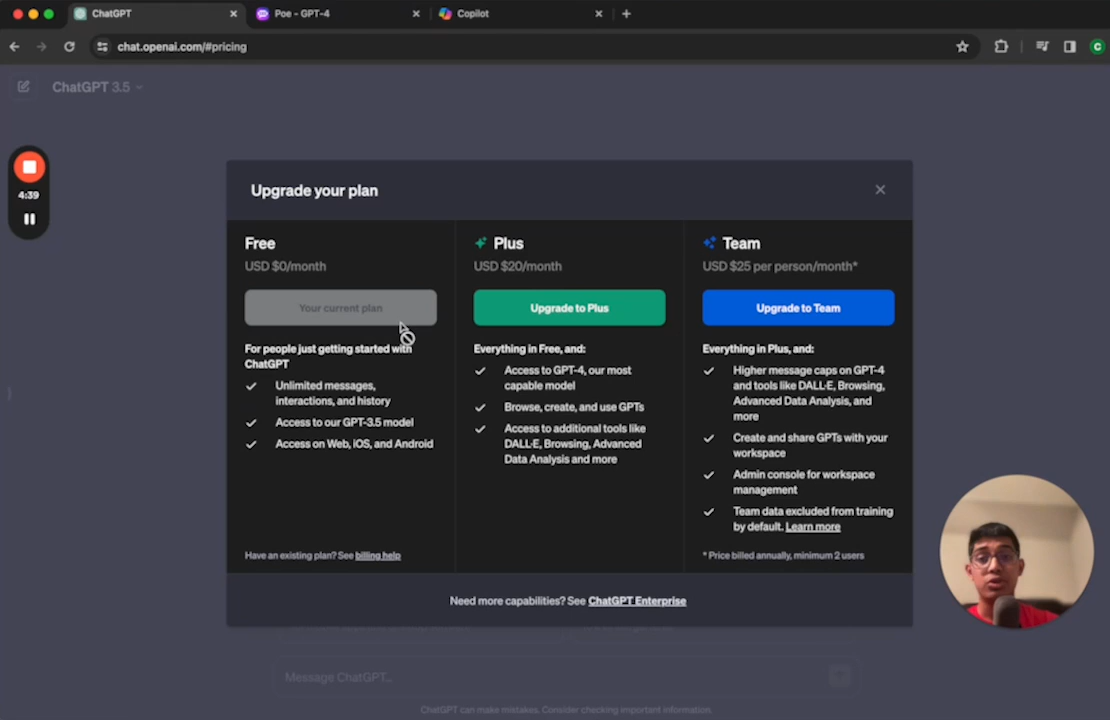 ChatGPT
Poe - GPT-4
Copilot
chat.openai.com/#pricing
C
ChatGPT 3.5
4:39
Upgrade your plan
Free
USD $0/month
Your current plan
For people just getting started with
ChatGPT
Unlimited messages,
interactions, and history
Access to our GPT-3.5 model
Access on Web, iOS, and Android
Have an existing plan? See billing help
Plus
USD $20/month
Upgrade to Plus
Everything in Free, and:
Access to GPT-4, our most
capable model
Browse, create, and use GPTs
Access to additional tools like
DALL·E, Browsing, Advanced
Data Analysis and more
Team
USD $25 per person/month*
Upgrade to Team
Everything in Plus, and:
Higher message caps on GPT-4
and tools like DALL·E, Browsing,
Advanced Data Analysis, and
more
Create and share GPTs with your
workspace
Admin console for workspace
management
Team data excluded from training
by default. Learn more
* Price billed annually, minimum 2 users
Need more capabilities? See ChatGPT Enterprise
Message ChatGPT...
ChatGPT can make mistakes. Consider checking important information.